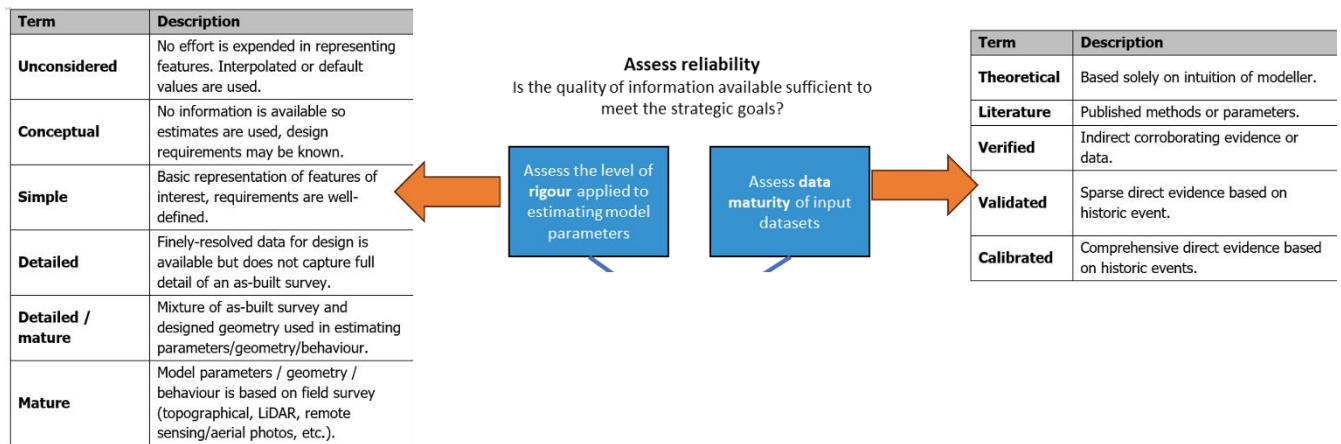 Term Description
Unconsidered
No effort is expended in representing
features. Interpolated or default
values are used.
Conceptual
No information is available so
estimates are used, design
requirements may be known.
Simple
Basic representation of features of
interest, requirements are well-
defined.
Detailed
Finely-resolved data for design is
available but does not capture full
detail of an as-built survey.
Detailed /
mature
Mixture of as-built survey and
designed geometry used in estimating
parameters/geometry/behaviour.
Mature
Model parameters / geometry /
behaviour is based on field survey
(topographical, LiDAR, remote
sensing/aerial photos, etc.).
Assess reliability
Is the quality of information available sufficient to
meet the strategic goals?
Assess the level of
rigour applied to
estimating model
parameters
Assess data
maturity of input
datasets
Term Description
Theoretical Based solely on intuition of modeller.
Literature Published methods or parameters.
Verified
Indirect corroborating evidence or
data.
Validated
Sparse direct evidence based on
historic event.
Calibrated
Comprehensive direct evidence based
on historic events.